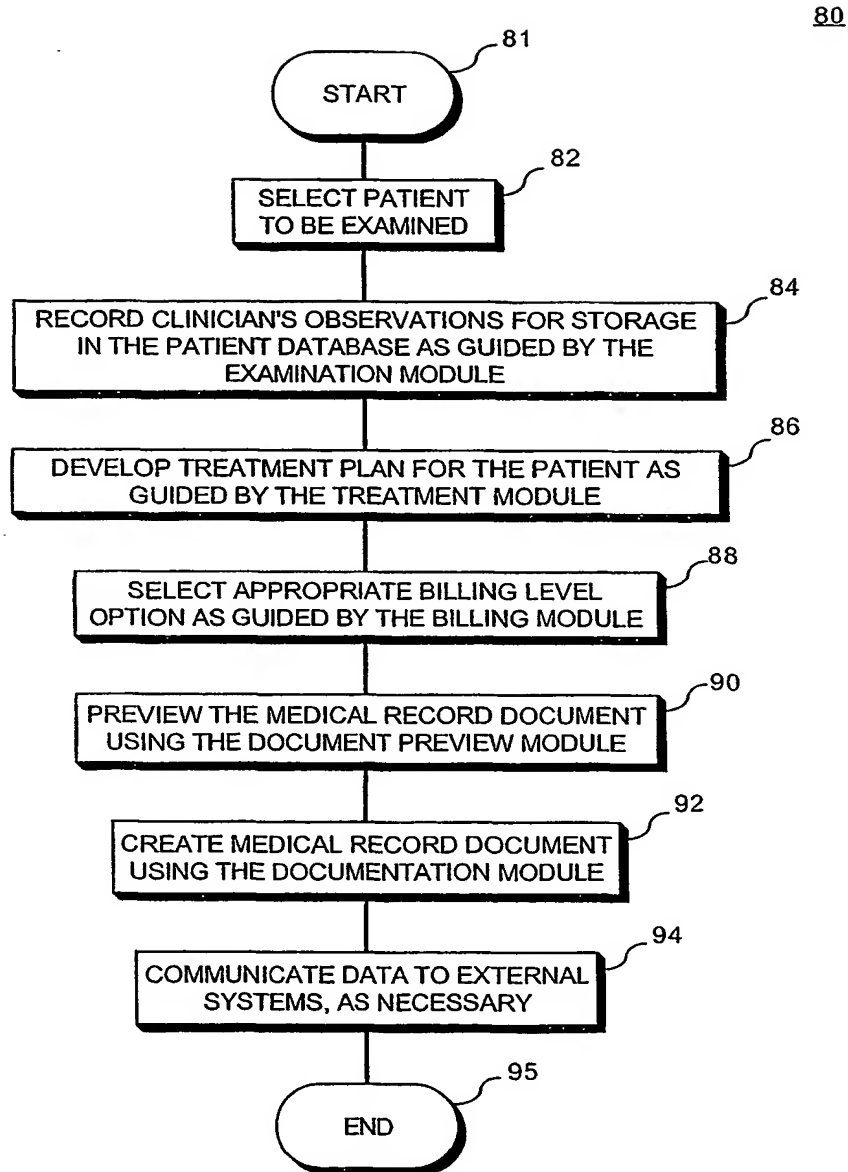 80
81
START
82
SELECT PATIENT
TO BE EXAMINED
84
RECORD CLINICIAN'S OBSERVATIONS FOR STORAGE
IN THE PATIENT DATABASE AS GUIDED BY THE
EXAMINATION MODULE
86
DEVELOP TREATMENT PLAN FOR THE PATIENT AS
GUIDED BY THE TREATMENT MODULE
88
SELECT APPROPRIATE BILLING LEVEL
OPTION AS GUIDED BY THE BILLING MODULE
90
PREVIEW THE MEDICAL RECORD DOCUMENT
USING THE DOCUMENT PREVIEW MODULE
92
CREATE MEDICAL RECORD DOCUMENT
USING THE DOCUMENTATION MODULE
94
COMMUNICATE DATA TO EXTERNAL
SYSTEMS, AS NECESSARY
95
END